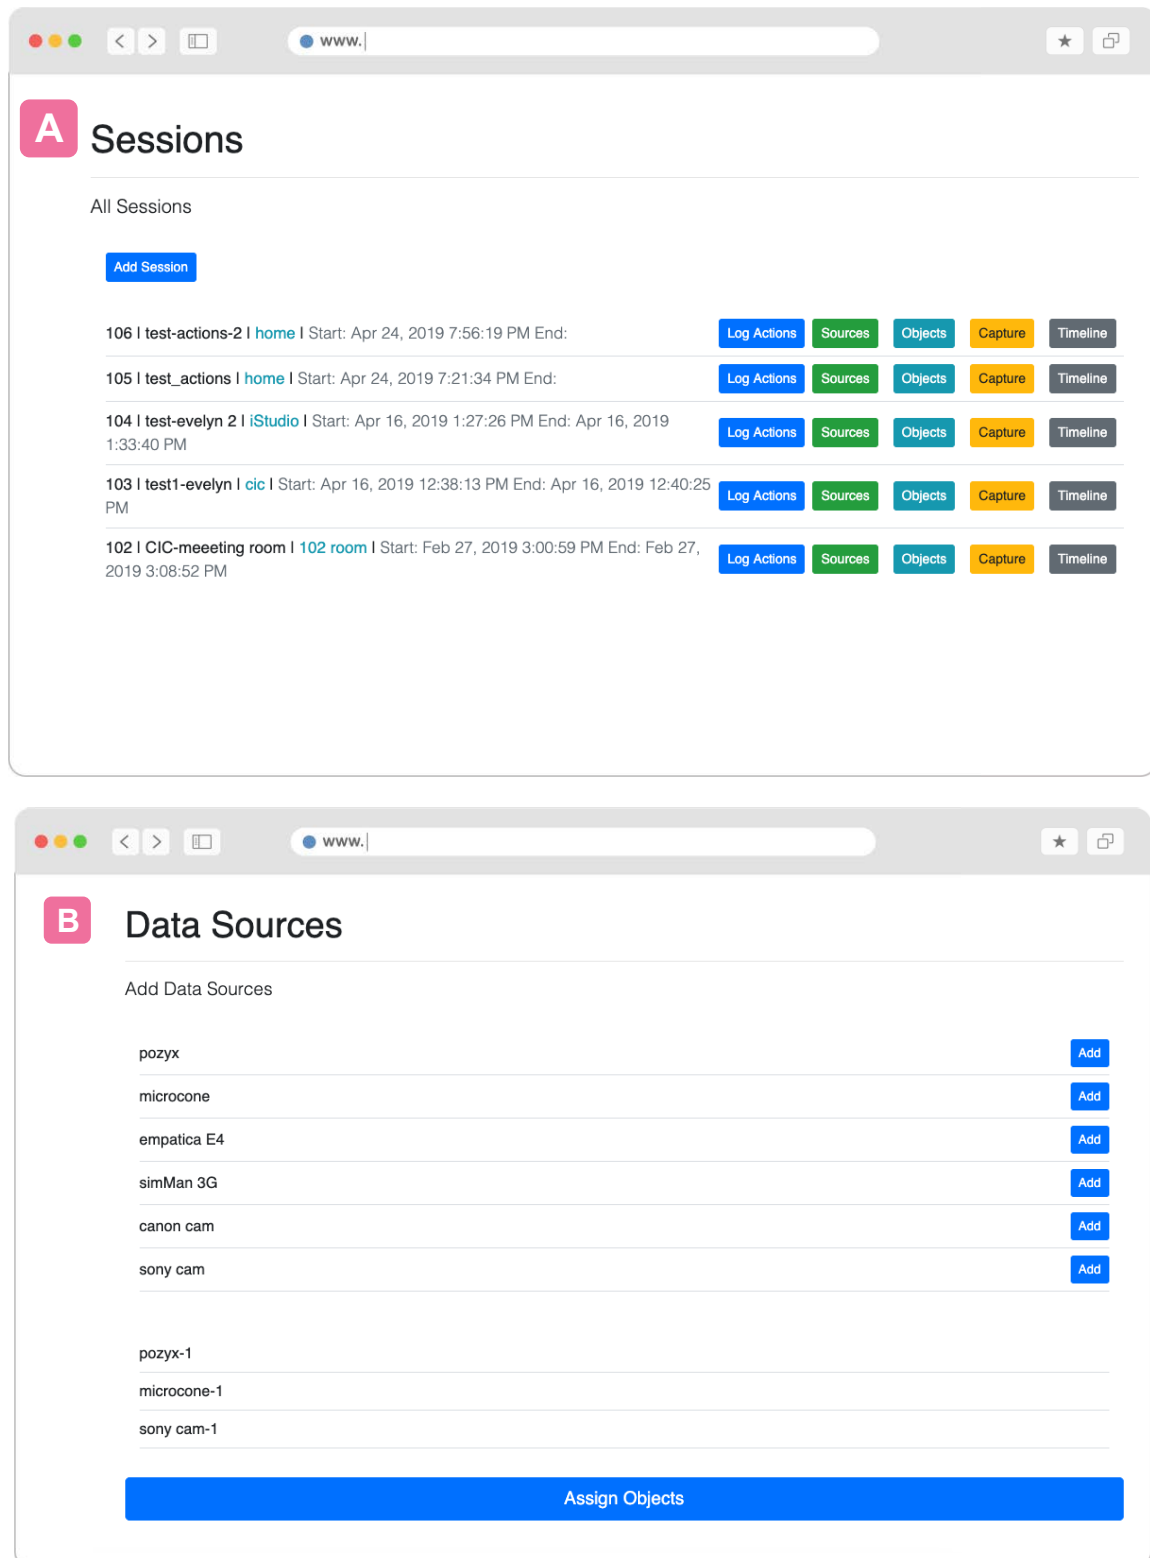 www.
A
Sessions
All Sessions
Add Session
106 | test-actions-2 | home | Start: Apr 24, 2019 7:56:19 PM End:
Log Actions Sources Objects Capture Timeline
105 | test_actions | home | Start: Apr 24, 2019 7:21:34 PM End:
Log Actions Sources Objects Capture Timeline
104 | test-evelyn 2 | iStudio | Start: Apr 16, 2019 1:27:26 PM End: Apr 16, 2019
1:33:40 PM
Log Actions Sources Objects Capture Timeline
103 | test1-evelyn | cic | Start: Apr 16, 2019 12:38:13 PM End: Apr 16, 2019 12:40:25
PM
Log Actions Sources Objects Capture Timeline
102 | CIC-meeeting room | 102 room | Start: Feb 27, 2019 3:00:59 PM End: Feb 27,
2019 3:08:52 PM
Log Actions Sources Objects Capture Timeline
www.
B
Data Sources
Add Data Sources
pozyx Add
microcone Add
empatica E4 Add
simMan 3G Add
canon cam Add
sony cam Add
pozyx-1
microcone-1
sony cam-1
Assign Objects